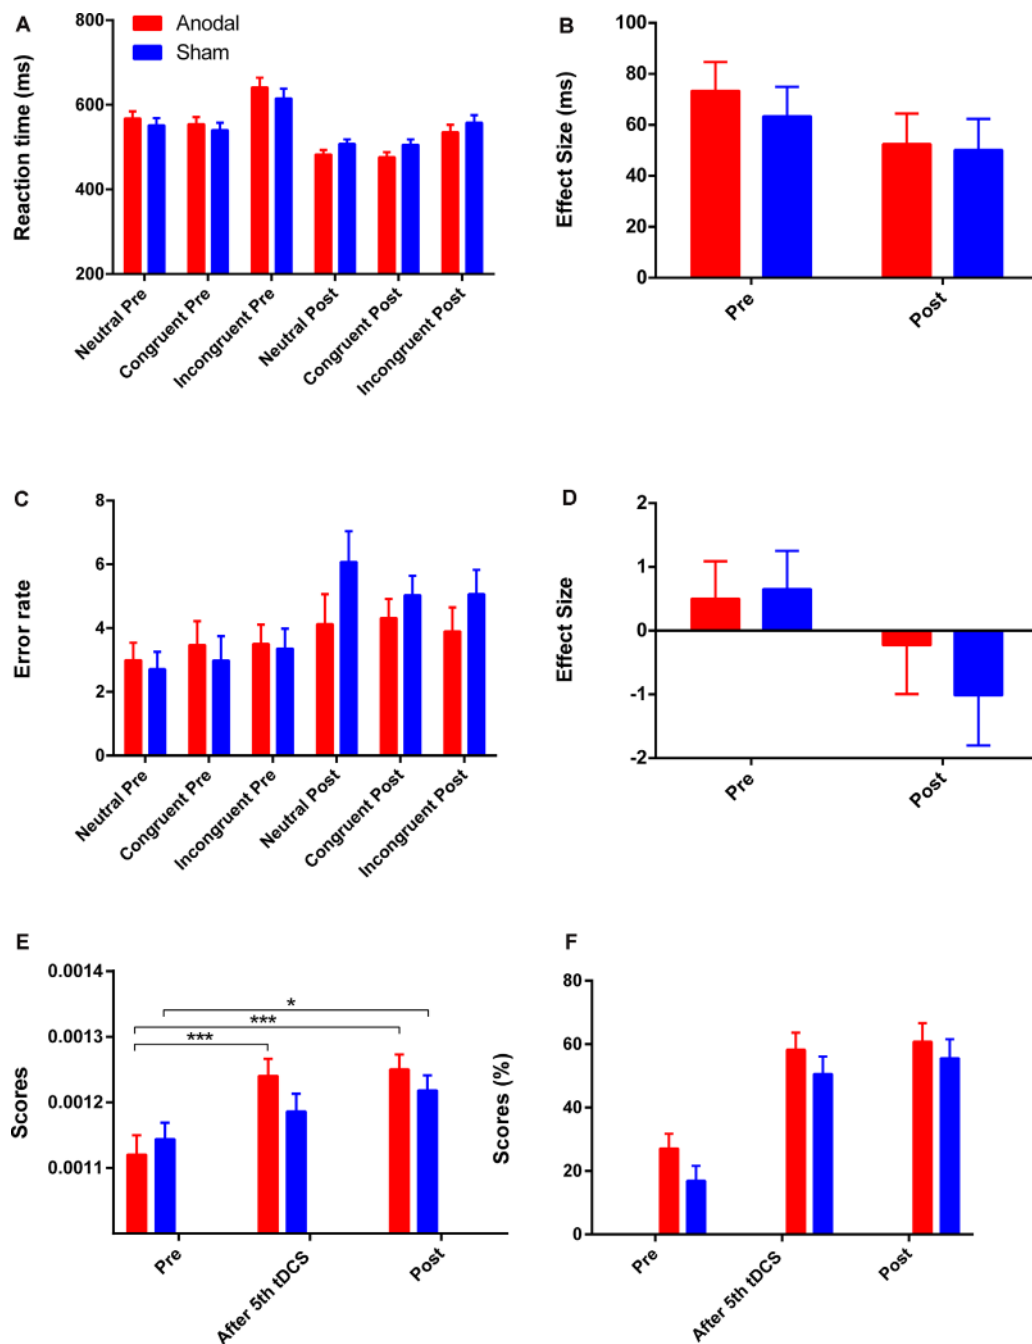 A
800
600
400
200
Reaction time (ms)
Anodal
Sham
Neutral Pre
Congruent Pre
Incongruent Pre
Neutral Post
Congruent Post
Incongruent Post
B
100
80
60
40
20
0
Effect Size (ms)
Pre
Post
C
8
6
4
2
0
Error rate
Neutral Pre
Congruent Pre
Incongruent Pre
Neutral Post
Congruent Post
Incongruent Post
D
2
1
0
-1
-2
Effect Size
Pre
Post
E
0.0014
0.0013
0.0012
0.0011
Scores
*
***
***
Pre
After 5th tDCS
Post
F
80
60
40
20
0
Scores (%)
Pre
After 5th tDCS
Post